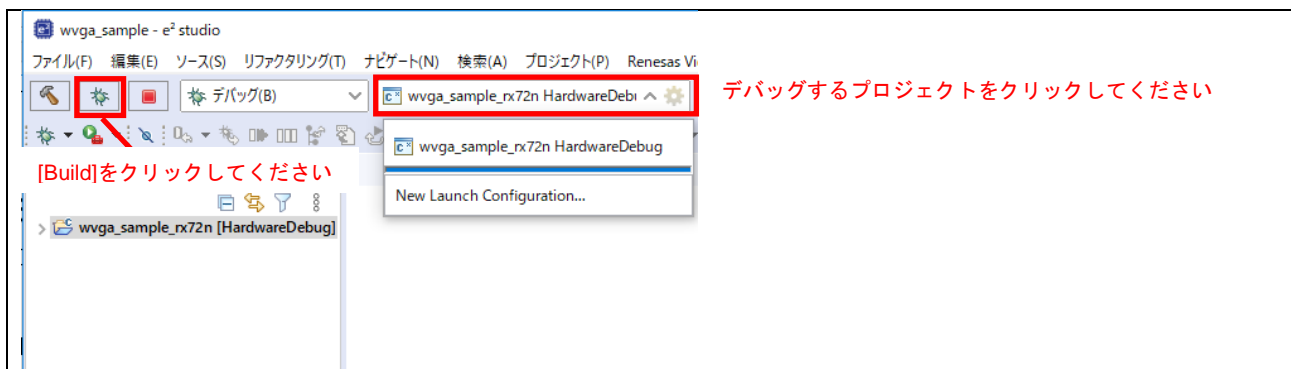 wvga_sample - e² studio
ファイル(F) 編集(E) ソース(S) リファクタリング(T) ナビゲート(N) 検索(A) プロジェクト(P) Renesas Vi
デバッグ(B)
wvga_sample_rx72n HardwareDebu
デバッグするプロジェクトをクリックしてください
wvga_sample_rx72n HardwareDebug
[Build]をクリックしてください
New Launch Configuration...
wvga_sample_rx72n [HardwareDebug]